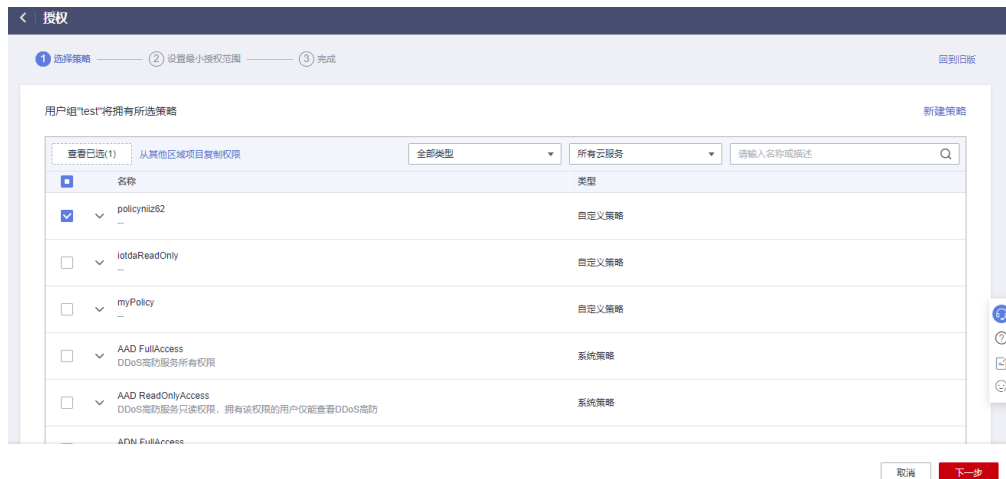 授权
1 选择策略 2 设置最小授权范围 3 完成 回到旧版
用户组"test"将拥有所选策略 新建策略
查看已选(1) 从其他区域项目复制权限 全部类型 所有云服务 请输入名称或描述
名称 类型
policyniiz62 自定义策略
--
iotdaReadOnly 自定义策略
--
myPolicy 自定义策略
--
AAD FullAccess 系统策略
DDoS高防服务所有权限
AAD ReadOnlyAccess 系统策略
DDoS高防服务只读权限，拥有该权限的用户仅能查看DDoS高防
ADN FullAccess
取消 下一步